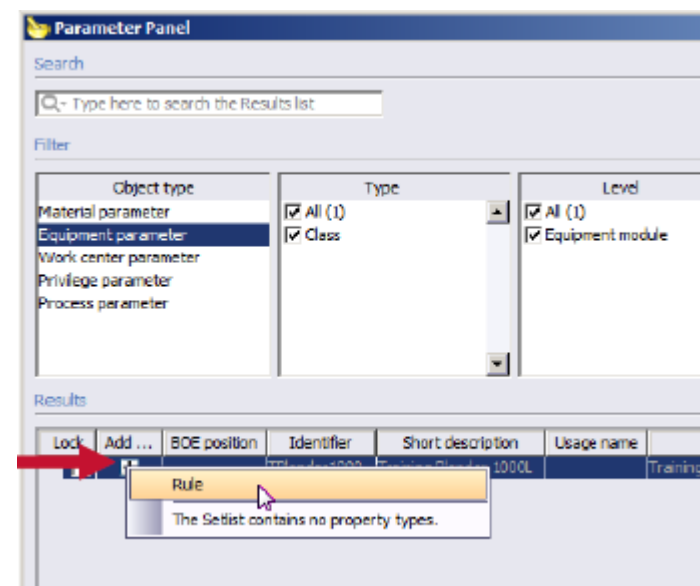 Parameter Panel
Search
Type here to search the Results list
Filter
Object type
Material parameter
Equipment parameter
Work center parameter
Privilege parameter
Process parameter
Type
All (1)
Class
Level
All (1)
Equipment module
Results
Lock Add ... BOE position Identifier Short description Usage name
1000L Training
Rule
The Setlist contains no property types.